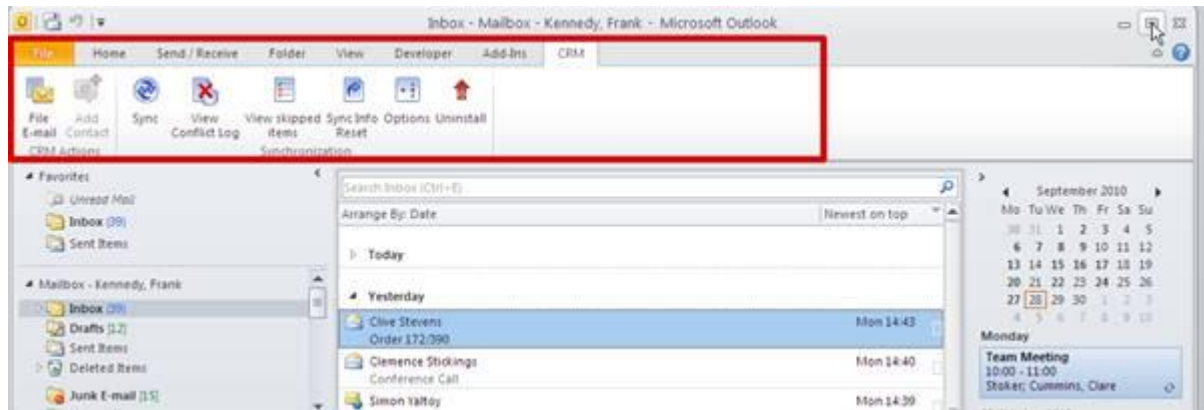 Inbox - Mailbox - Kennedy, Frank - Microsoft Outlook
File Home Send / Receive Folder View Developer Add-Ins CRM
File E-mail
Add Contact
Sync
View Conflict Log
View skipped items
Sync Info Reset
Options
Uninstall
CRM Actions
Synchronization
Favorites
Unread Mail
Inbox (39)
Sent Items
Mailbox - Kennedy, Frank
Inbox (39)
Drafts [12]
Sent Items
Deleted Items
Junk E-mail [15]
Search Inbox (Ctrl+E)
Arrange By: Date Newest on top
Today
Yesterday
Clive Stevens Mon 14:43
Order 172/390
Clemence Stickings Mon 14:40
Conference Call
Simon Mon 14:39
September 2010
Mo Tu We Th Fr Sa Su
30 31 1 2 3 4 5
6 7 8 9 10 11 12
13 14 15 16 17 18 19
20 21 22 23 24 25 26
27 28 29 30 1 2 3
4 5 6 7 8 9 10
Monday
Team Meeting
10:00 - 11:00
Stoker; Cummins, Clare